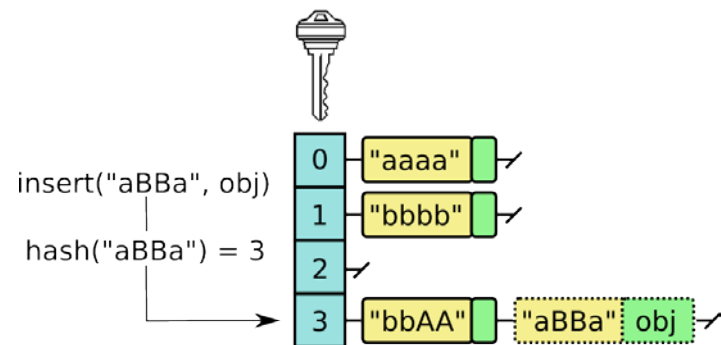 0 "aaaa"
insert("aBBa", obj)
1 "bbbb"
hash("aBBa") = 3
2
3 "bbAA" "aBBa" obj